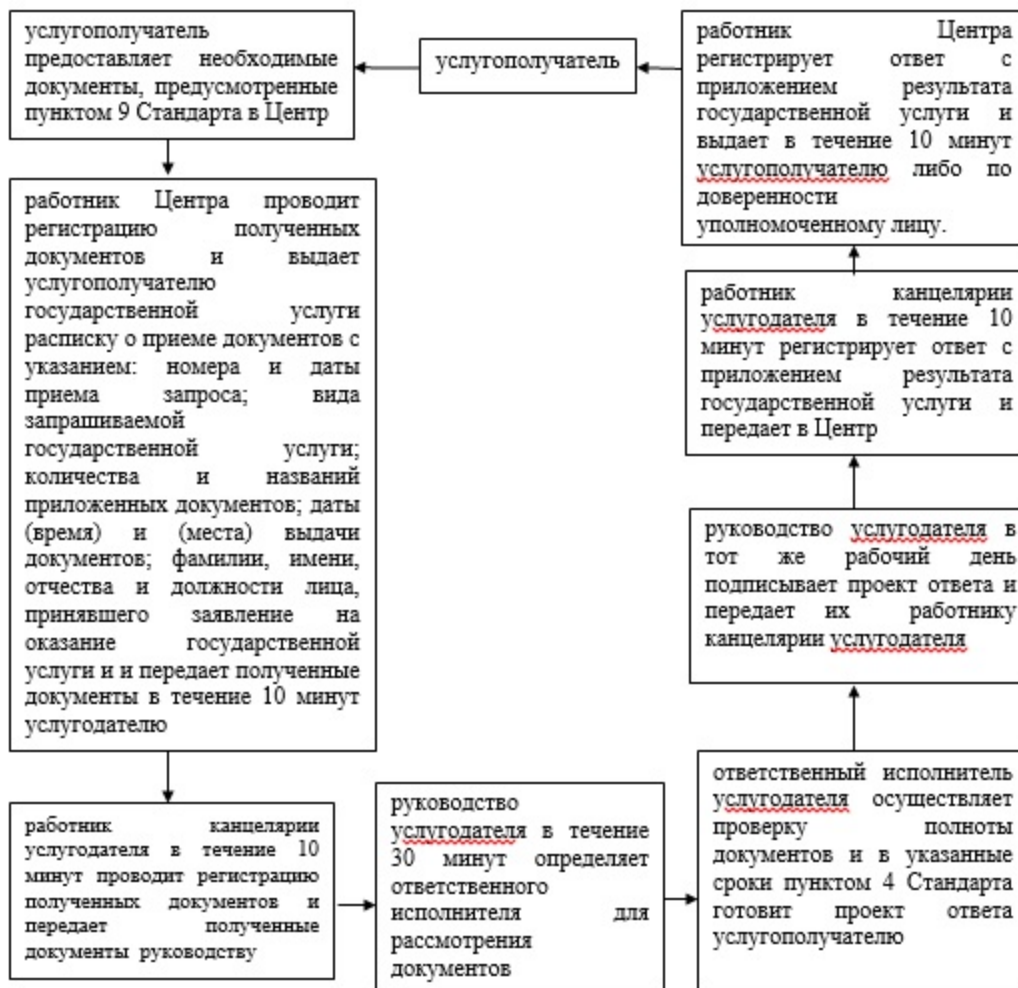 услугополучатель
предоставляет необходимые
документы, предусмотренные
пунктом 9 Стандарта в Центр
услугополучатель
работник Центра
регистрирует ответ с
приложением результата
государственной услуги и
выдает в течение 10 минут
услугополучателю либо по
доверенности
уполномоченному лицу.
работник Центра проводит
регистрацию полученных
документов и выдает
услугополучателю
государственной услуги
расписку о приеме документов с
указанием: номера и даты
приема запроса; вида
запрашиваемой
государственной услуги;
количества и названий
приложенных документов; даты
(время) и (места) выдачи
документов; фамилии, имени,
отчества и должности лица,
принявшего заявление на
оказание государственной
услуги и и передает полученные
документы в течение 10 минут
услугодателю
работник канцелярии
услугодателя в течение 10
минут регистрирует ответ с
приложением результата
государственной услуги и
передает в Центр
руководство услугодателя в
тот же рабочий день
подписывает проект ответа и
передает их работнику
канцелярии услугодателя
работник канцелярии
услугодателя в течение 10
минут проводит регистрацию
полученных документов и
передает полученные
документы руководству
руководство
услугодателя в течение
30 минут определяет
ответственного
исполнителя для
рассмотрения
документов
ответственный исполнитель
услугодателя осуществляет
проверку полноты
документов и в указанные
сроки пунктом 4 Стандарта
готовит проект ответа
услугополучателю